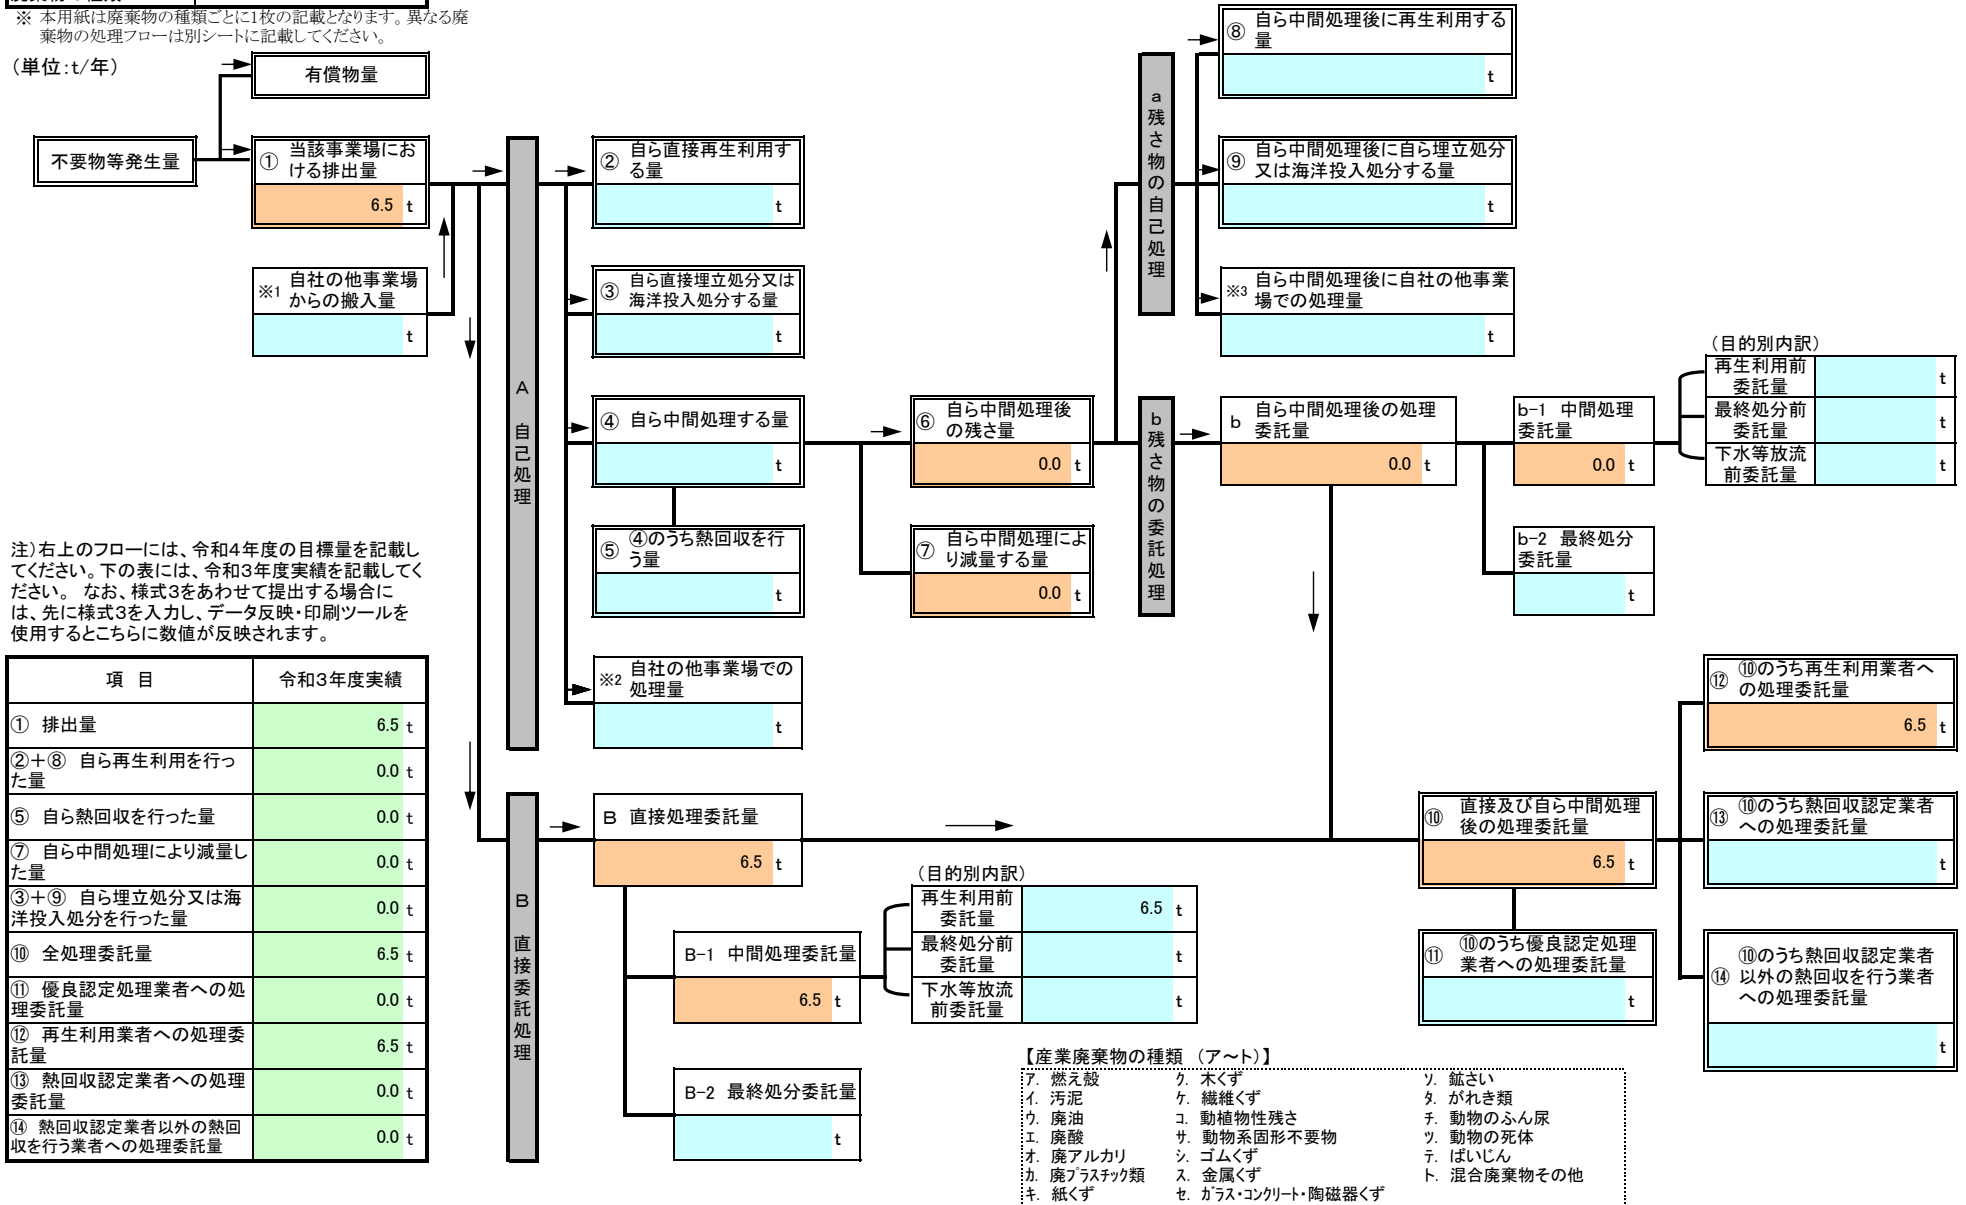 ※ 本用紙は廃棄物の種類ごとに1枚の記載となります。異なる廃
棄物の処理フローは別シートに記載してください。
(単位:t/年)
有償物量
不要物等発生量
① 当該事業場にお
ける排出量
6.5 t
※1 自社の他事業場
からの搬入量
t
A 自己処理
② 自ら直接再生利用す
る量
t
③ 自ら直接埋立処分又は
海洋投入処分する量
t
④ 自ら中間処理する量
t
⑤ ④のうち熱回収を行
う量
t
※2 自社の他事業場での
処理量
t
⑥ 自ら中間処理後
の残さ量
0.0 t
⑦ 自ら中間処理によ
り減量する量
0.0 t
a残さ物の自己処理
⑧ 自ら中間処理後に再生利用する
量
t
⑨ 自ら中間処理後に自ら埋立処分
又は海洋投入処分する量
t
※3 自ら中間処理後に自社の他事業
場での処理量
t
b残さ物の委託処理
b 自ら中間処理後の処理
委託量
0.0 t
b-1 中間処理
委託量
0.0 t
(目的別内訳)
再生利用前
委託量
t
最終処分前
委託量
t
下水等放流
前委託量
t
b-2 最終処分
委託量
t
注)右上のフローには、令和4年度の目標量を記載し
てください。下の表には、令和3年度実績を記載してく
ださい。 なお、様式3をあわせて提出する場合に
は、先に様式3を入力し、データ反映・印刷ツールを
使用するとこちらに数値が反映されます。
項 目 令和3年度実績
① 排出量 6.5 t
②+⑧ 自ら再生利用を行っ
た量 0.0 t
⑤ 自ら熱回収を行った量 0.0 t
⑦ 自ら中間処理により減量し
た量 0.0 t
③+⑨ 自ら埋立処分又は海
洋投入処分を行った量 0.0 t
⑩ 全処理委託量 6.5 t
⑪ 優良認定処理業者への処
理委託量 0.0 t
⑫ 再生利用業者への処理委
託量 6.5 t
⑬ 熱回収認定業者への処理
委託量 0.0 t
⑭ 熱回収認定業者以外の熱回
収を行う業者への処理委託量 0.0 t
B 直接委託処理
B 直接処理委託量
6.5 t
B-1 中間処理委託量
6.5 t
B-2 最終処分委託量
t
(目的別内訳)
再生利用前
委託量
6.5 t
最終処分前
委託量
t
下水等放流
前委託量
t
⑩ 直接及び自ら中間処理
後の処理委託量
6.5 t
⑪ ⑩のうち優良認定処理
業者への処理委託量
t
⑫ ⑩のうち再生利用業者へ
の処理委託量
6.5 t
⑬ ⑩のうち熱回収認定業者
への処理委託量
t
⑭ ⑩のうち熱回収認定業者
以外の熱回収を行う業者
への処理委託量
t
【産業廃棄物の種類 (ア~ト)】
ア. 燃え殻 ク. 木くず ソ. 鉱さい
イ. 汚泥 ケ. 繊維くず タ. がれき類
ウ. 廃油 コ. 動植物性残さ チ. 動物のふん尿
エ. 廃酸 サ. 動物系固形不要物 ツ. 動物の死体
オ. 廃アルカリ シ. ゴムくず テ. ばいじん
カ. 廃プラスチック類 ス. 金属くず ト. 混合廃棄物その他
キ. 紙くず セ. ガラス・コンクリート・陶磁器くず